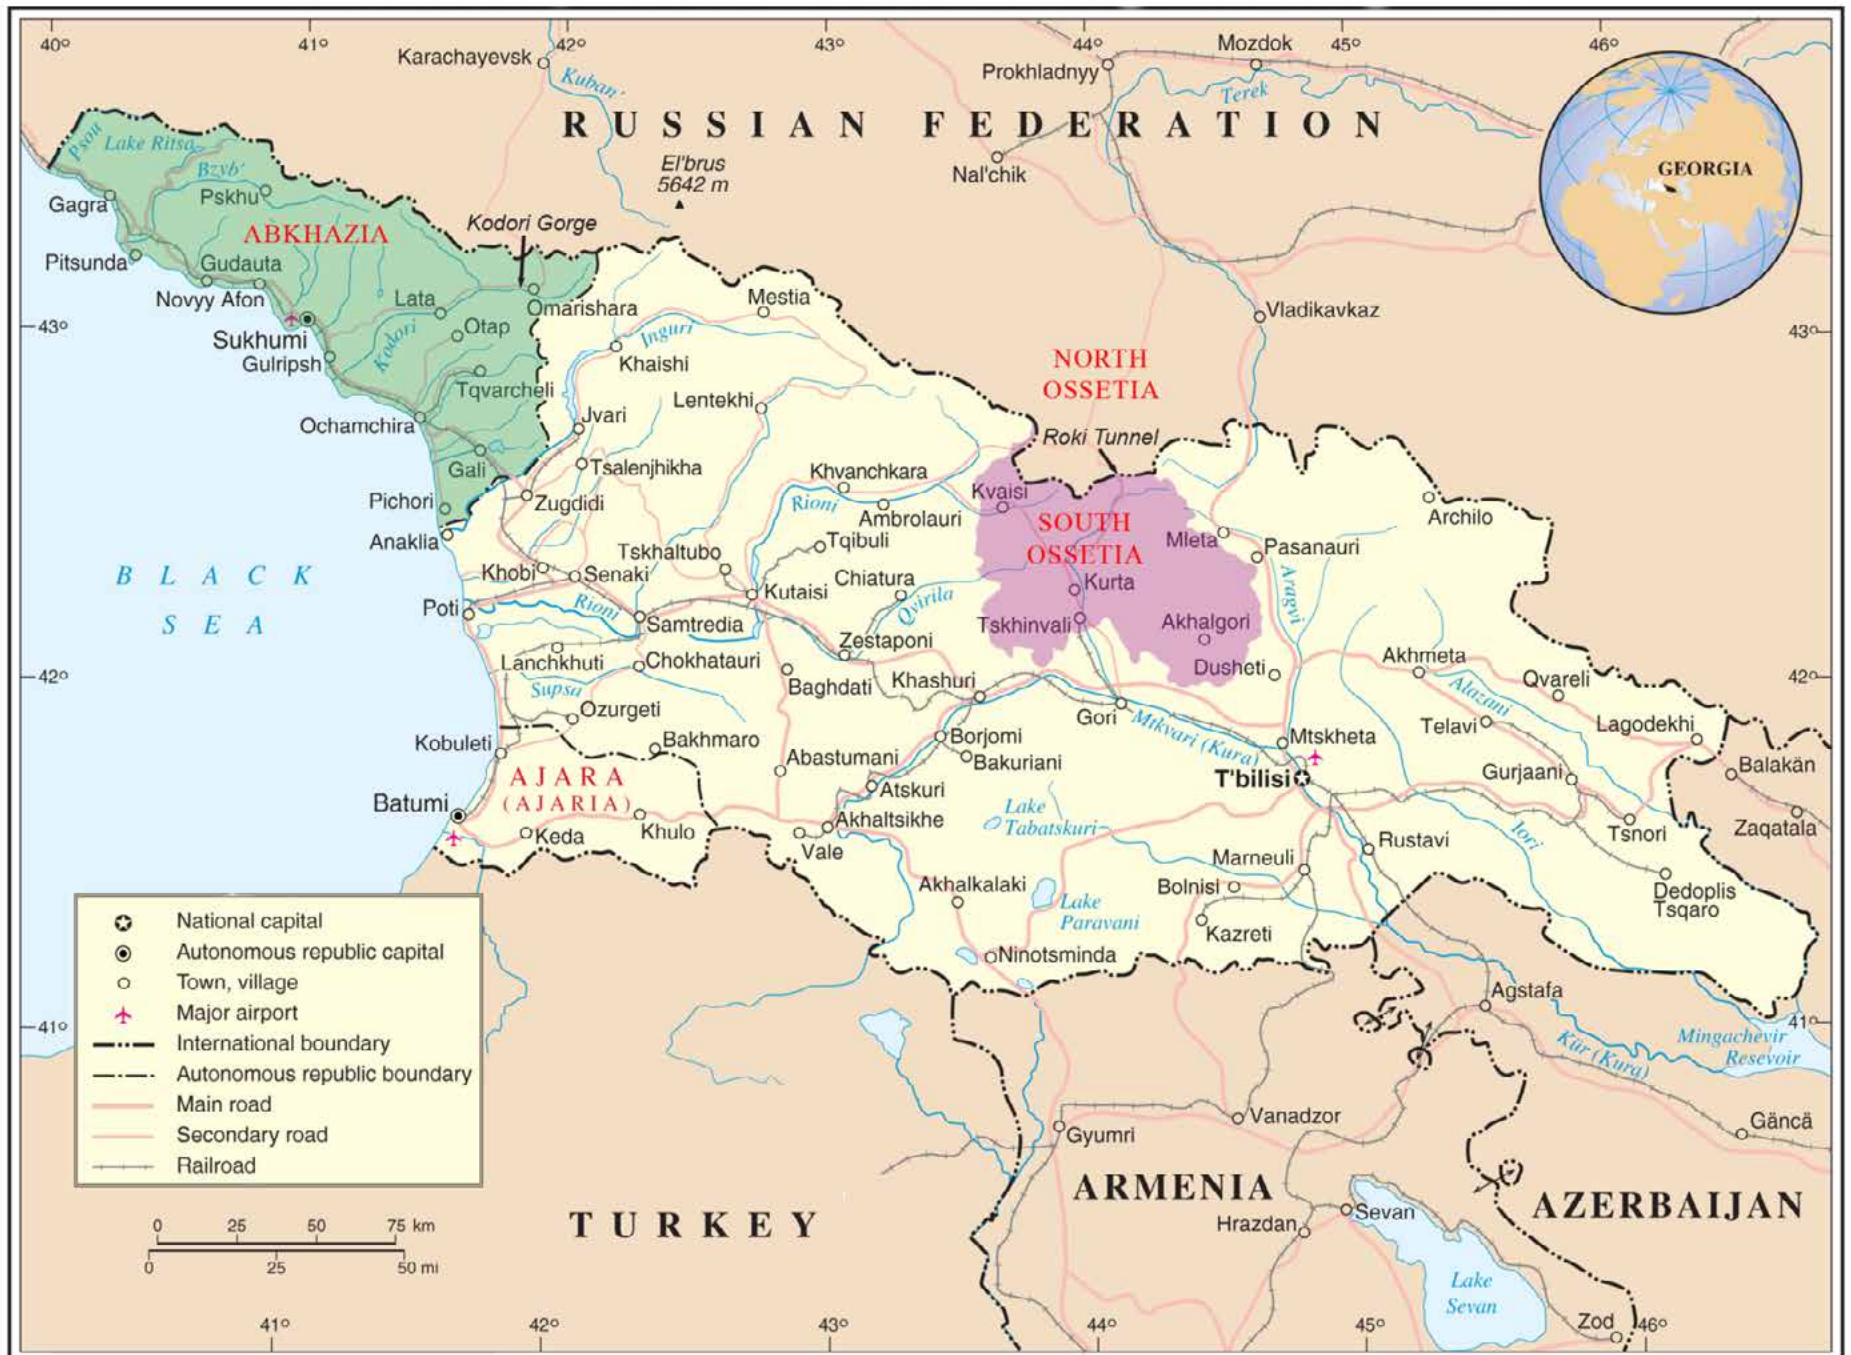 40°
41°
42°
43°
44°
45°
46°
Karachayevsk
Kuban'
Prokhladnyy
Mozdok
Terek
RUSSIAN FEDERATION
GEORGIA
El'brus
5642 m
Nal'chik
Psou
Lake Ritsa
Bzyb'
Pskhu
Gagra
ABKHAZIA
Kodori Gorge
Pitsunda
Gudauta
Novyy Afon
Lata
Omarishara
Mestia
Vladikavkaz
43°
43°
Sukhumi
Otap
Kodori
Inguri
Gulripsh
Khaishi
NORTH
OSSETIA
Tqvarcheli
Lentekhi
Ochamchira
Jvari
Roki Tunnel
Gali
Tsalenjhikha
Khvanchkara
Kvaisi
Pichori
Zugdidi
Rioni
Ambrolauri
SOUTH
OSSETIA
Archilo
Anaklia
Tskhaltubo
Tqibuli
Mleta
Pasanauri
BLACK
SEA
Khobi
Senaki
Chiatura
Kutaisi
Kurta
Aragvi
Poti
Rioni
Qvirila
Samtredia
Tskhinvali
Akhalgori
Zestaponi
Lanchkhuti
Chokhatauri
Dusheti
Akhmeta
42°
42°
Supsa
Baghdati
Khashuri
Alazani
Qvareli
Ozurgeti
Gori
Mtkvari (Kura)
Telavi
Lagodekhi
Kobuleti
Bakhmaro
Borjomi
Mtskheta
AJARA
(AJARIA)
Abastumani
Bakuriani
T'bilisi
Gurjaani
Balakän
Batumi
Atskuri
Lake
Tabatskuri
Keda
Khulo
Akhaltsikhe
Vale
Iori
Tsnori
Zaqatala
Rustavi
Marneuli
Akhalkalaki
Bolnisi
Lake
Paravani
Dedoplis
Tsqaro
Kazreti
Ninotsminda
National capital
Autonomous republic capital
Town, village
Major airport
International boundary
Autonomous republic boundary
Main road
Secondary road
Railroad
Agstafa
41°
41°
Mingachevir
Resevoir
Kür (Kura)
Vanadzor
Gyumri
Gäncä
ARMENIA
AZERBAIJAN
TURKEY
Hrazdan
Sevan
Lake
Sevan
Zod
0 25 50 75 km
0 25 50 mi
41°
42°
43°
44°
45°
46°